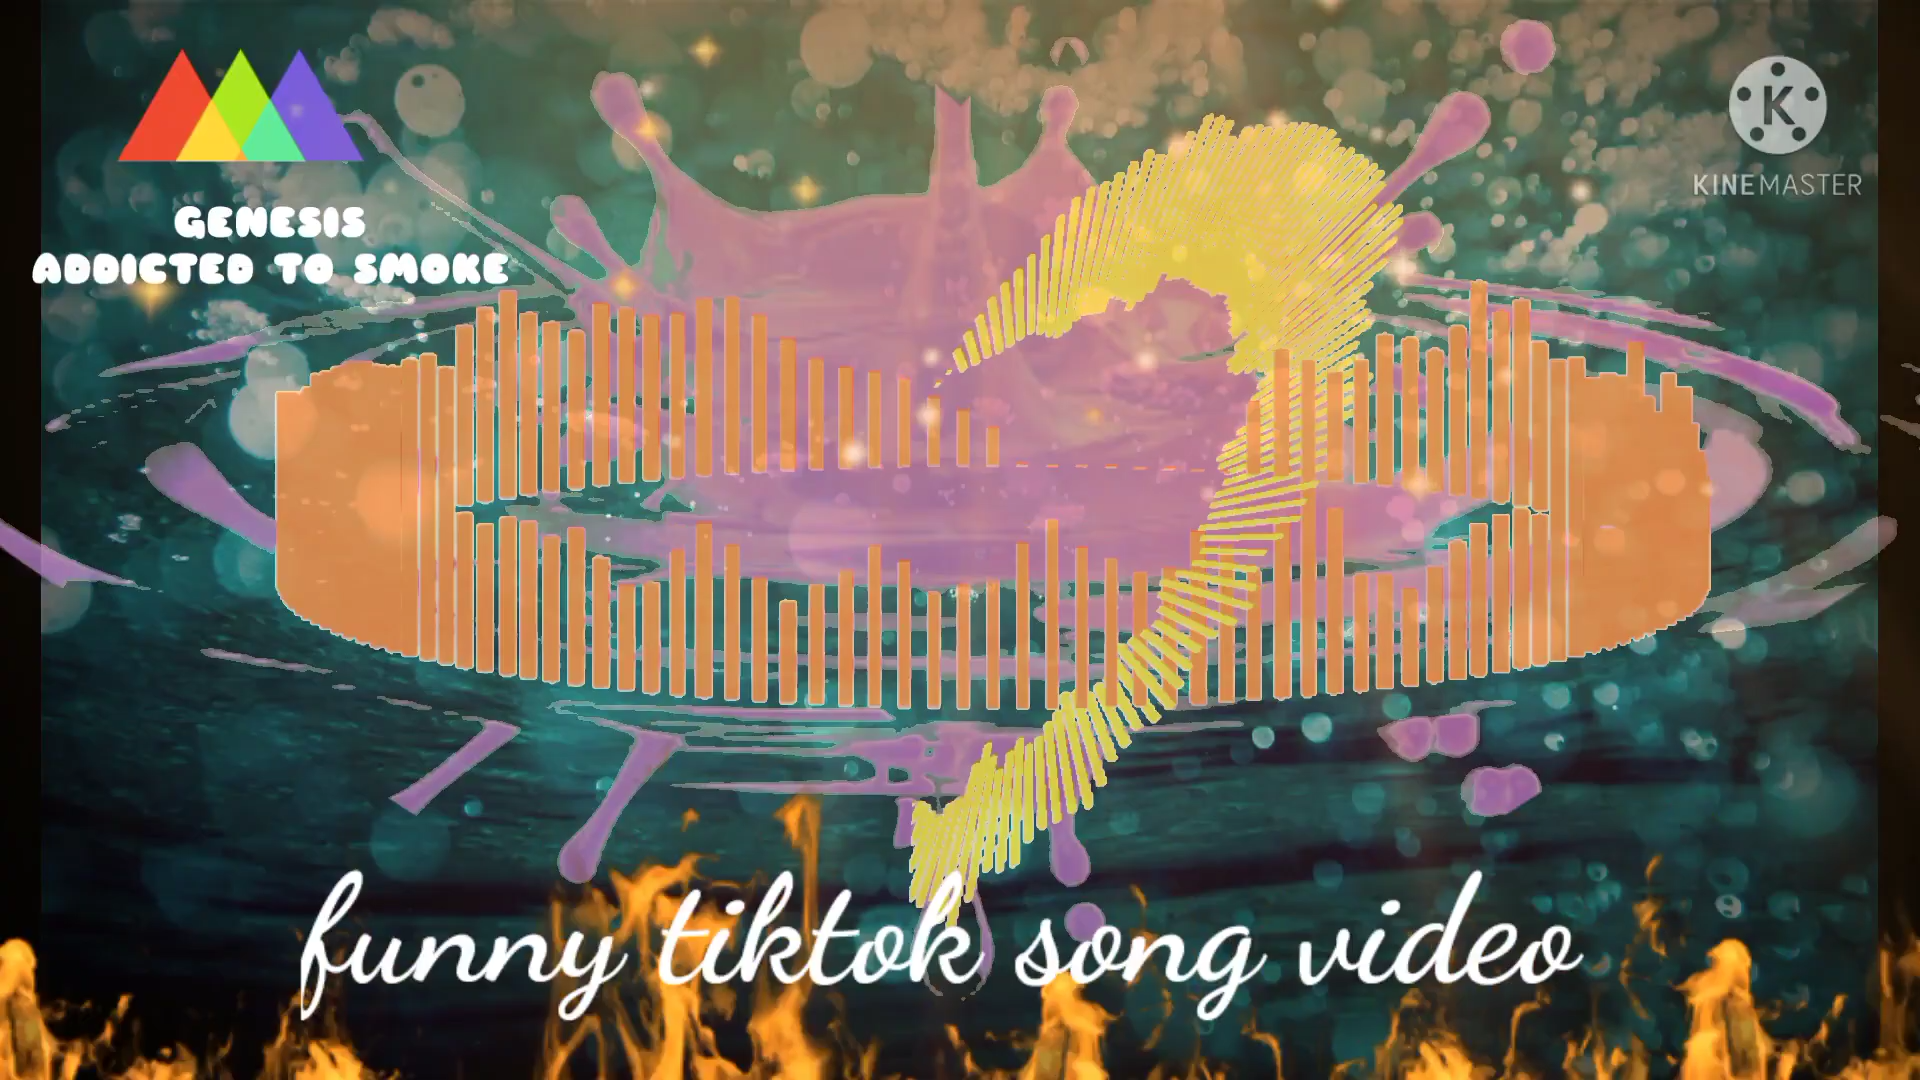 GENESIS
ADDICTED TO SMOKE
K
KINEMASTER
funny tiktok song video